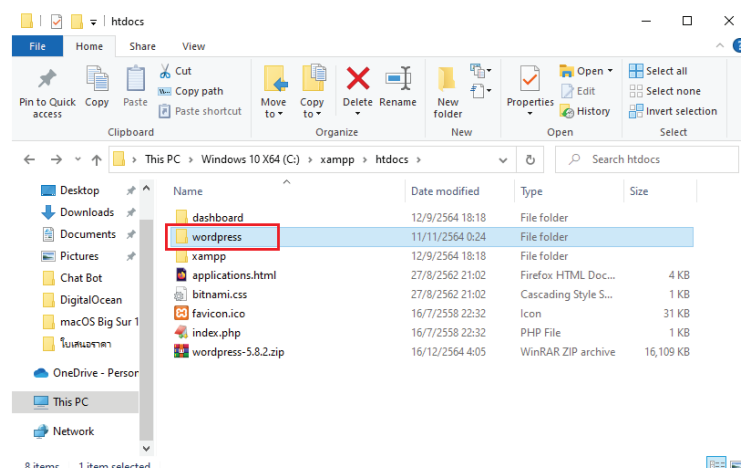 htdocs
File Home Share View
Pin to Quick access
Copy
Paste
Cut
Copy path
Paste shortcut
Clipboard
Move to
Copy to
Delete
Rename
Organize
New folder
New
Properties
Open
Edit
History
Open
Select all
Select none
Invert selection
Select
This PC > Windows 10 X64 (C:) > xampp > htdocs >
Search htdocs
Desktop
Downloads
Documents
Pictures
Chat Bot
DigitalOcean
macOS Big Sur 1
ใบเสนอราคา
OneDrive - Person
This PC
Network
Name Date modified Type Size
dashboard 12/9/2564 18:18 File folder
wordpress 11/11/2564 0:24 File folder
xampp 12/9/2564 18:18 File folder
applications.html 27/8/2562 21:02 Firefox HTML Doc... 4 KB
bitnami.css 27/8/2562 21:02 Cascading Style S... 1 KB
favicon.ico 16/7/2558 22:32 Icon 31 KB
index.php 16/7/2558 22:32 PHP File 1 KB
wordpress-5.8.2.zip 16/12/2564 4:05 WinRAR ZIP archive 16,109 KB
8 items 1 item selected